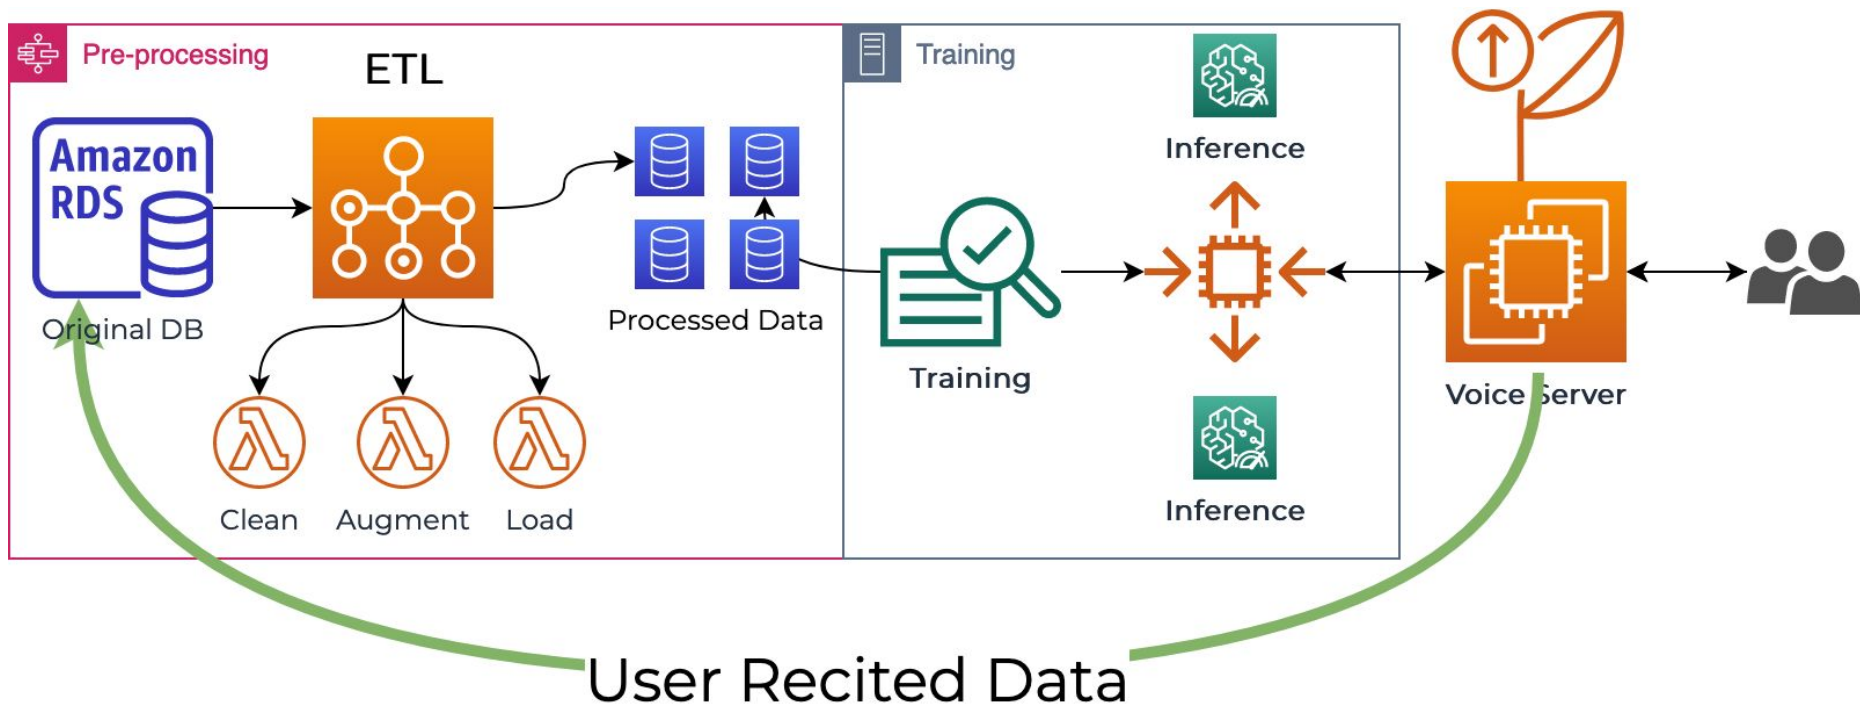 Pre-processing
ETL
Amazon
RDS
Original DB
Clean
Augment
Load
Processed Data
Training
Training
Inference
Inference
Voice Server
User Recited Data